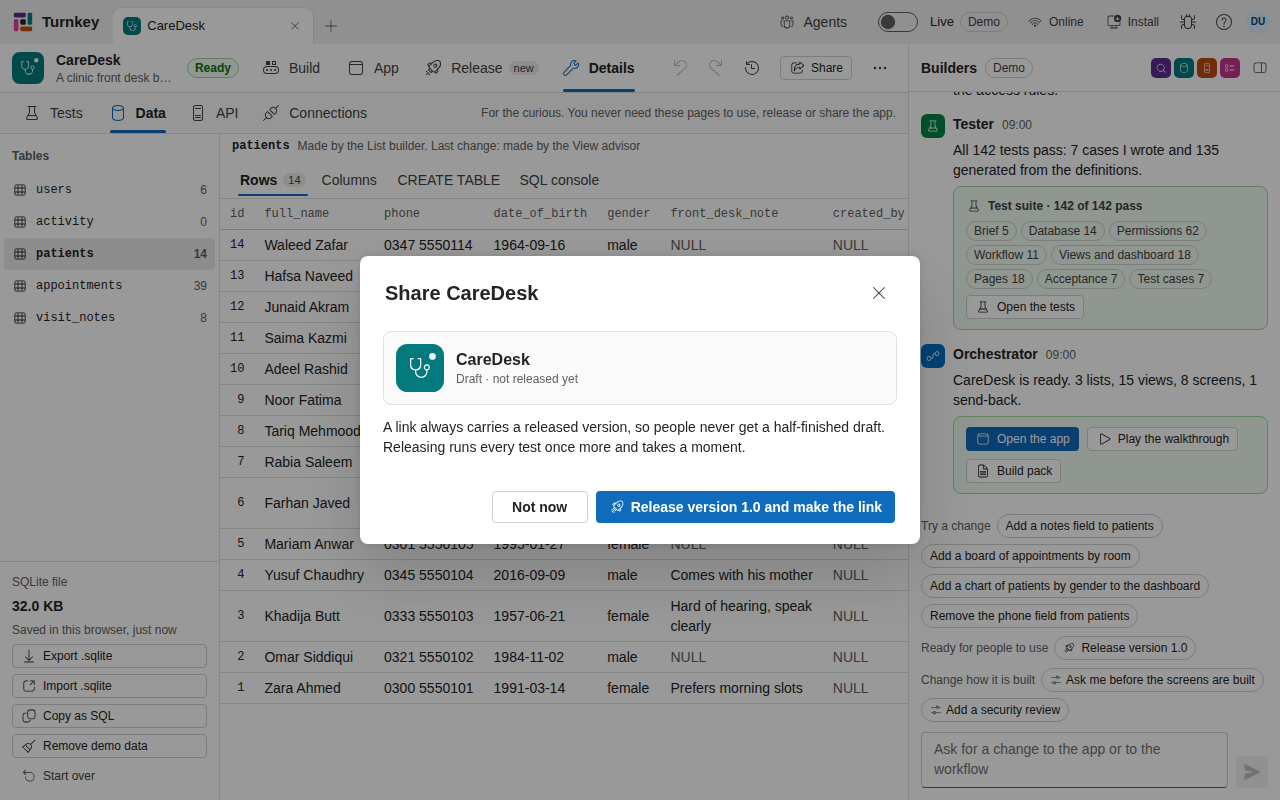 Turnkey
CareDesk
Agents
Live
Demo
Online
Install
DU
CareDesk
A clinic front desk b…
Ready
Build
App
Release
new
Details
Share
Builders
Demo
Tests
Data
API
Connections
For the curious. You never need these pages to use, release or share the app.
Tables
users 6
activity 0
patients 14
appointments 39
visit_notes 8
SQLite file
32.0 KB
Saved in this browser, just now
Export .sqlite
Import .sqlite
Copy as SQL
Remove demo data
Start over
patients Made by the List builder. Last change: made by the View advisor
Rows 14
Columns
CREATE TABLE
SQL console
id full_name phone date_of_birth gender front_desk_note created_by
14 Waleed Zafar 0347 5550114 1964-09-16 male NULL NULL
13 Hafsa Naveed
12 Junaid Akram
11 Saima Kazmi
10 Adeel Rashid
9 Noor Fatima
8 Tariq Mehmood
7 Rabia Saleem
6 Farhan Javed
5 Mariam Anwar 0301 5550105 1995-01-27 female NULL NULL
4 Yusuf Chaudhry 0345 5550104 2016-09-09 male Comes with his mother NULL
3 Khadija Butt 0333 5550103 1957-06-21 female Hard of hearing, speak clearly NULL
2 Omar Siddiqui 0321 5550102 1984-11-02 male NULL NULL
1 Zara Ahmed 0300 5550101 1991-03-14 female Prefers morning slots NULL
Share CareDesk
CareDesk
Draft · not released yet
A link always carries a released version, so people never get a half-finished draft.
Releasing runs every test once more and takes a moment.
Not now
Release version 1.0 and make the link
the access rules.
Tester 09:00
All 142 tests pass: 7 cases I wrote and 135
generated from the definitions.
Test suite · 142 of 142 pass
Brief 5
Database 14
Permissions 62
Workflow 11
Views and dashboard 18
Pages 18
Acceptance 7
Test cases 7
Open the tests
Orchestrator 09:00
CareDesk is ready. 3 lists, 15 views, 8 screens, 1
send-back.
Open the app
Play the walkthrough
Build pack
Try a change
Add a notes field to patients
Add a board of appointments by room
Add a chart of patients by gender to the dashboard
Remove the phone field from patients
Ready for people to use
Release version 1.0
Change how it is built
Ask me before the screens are built
Add a security review
Ask for a change to the app or to the
workflow